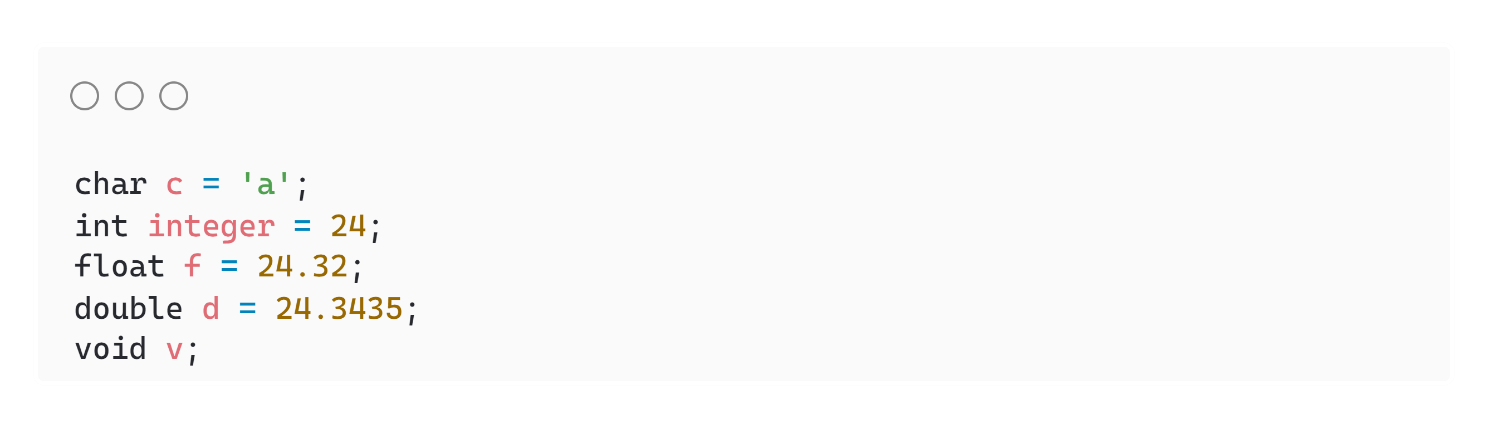 char c = 'a';
int integer = 24;
float f = 24.32;
double d = 24.3435;
void v;